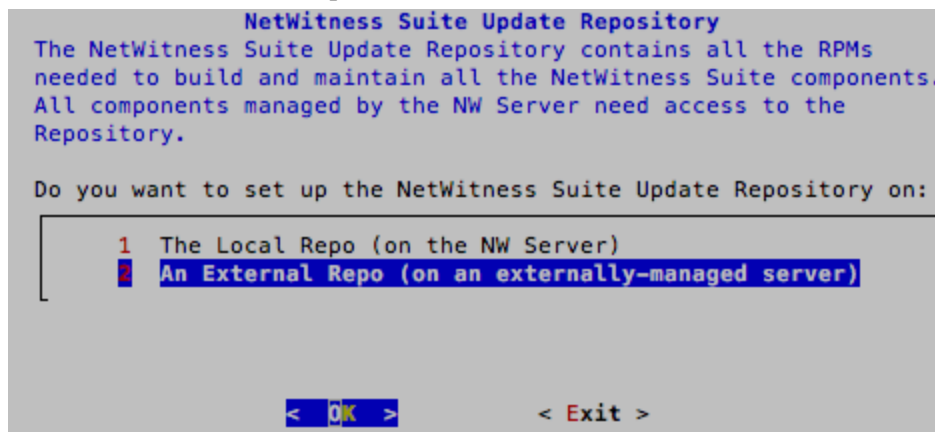 NetWitness Suite Update Repository
The NetWitness Suite Update Repository contains all the RPMs
needed to build and maintain all the NetWitness Suite components.
All components managed by the NW Server need access to the
Repository.
Do you want to set up the NetWitness Suite Update Repository on:
1 The Local Repo (on the NW Server)
2 An External Repo (on an externally-managed server)
< OK > < Exit >